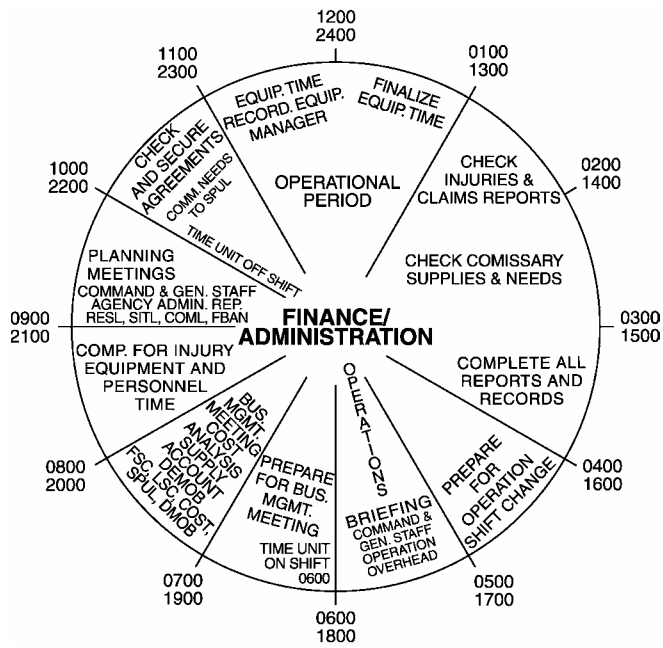 1200
2400
0100
1300
0200
1400
0300
1500
0400
1600
0500
1700
0600
1800
0700
1900
0800
2000
0900
2100
1000
2200
1100
2300
EQUIP. TIME
RECORD. EQUIP.
MANAGER
FINALIZE
EQUIP. TIME
OPERATIONAL
PERIOD
CHECK
INJURIES &
CLAIMS REPORTS
CHECK COMISSARY
SUPPLIES & NEEDS
COMPLETE ALL
REPORTS AND
RECORDS
PREPARE
FOR
OPERATION
SHIFT CHANGE
OPERATIONS
BRIEFING
COMMAND &
GEN. STAFF
OPERATION
OVERHEAD
PREPARE
FOR BUS.
MGMT.
MEETING
TIME UNIT
ON SHIFT
0600
BUS.
MGMT.
MEETING
COST
ANALYSIS
SUPPLY
ACCOUNT
DEMOB
FSC, LSC, COST,
SPUL, DMOB
COMP. FOR INJURY
EQUIPMENT AND
PERSONNEL
TIME
PLANNING
MEETINGS
COMMAND & GEN. STAFF
AGENCY ADMIN. REP.
RESL, SITL, COML, FBAN
TIME UNIT OFF SHIFT
CHECK
AND SECURE
AGREEMENTS
COMM. NEEDS
TO SPUL
FINANCE/
ADMINISTRATION